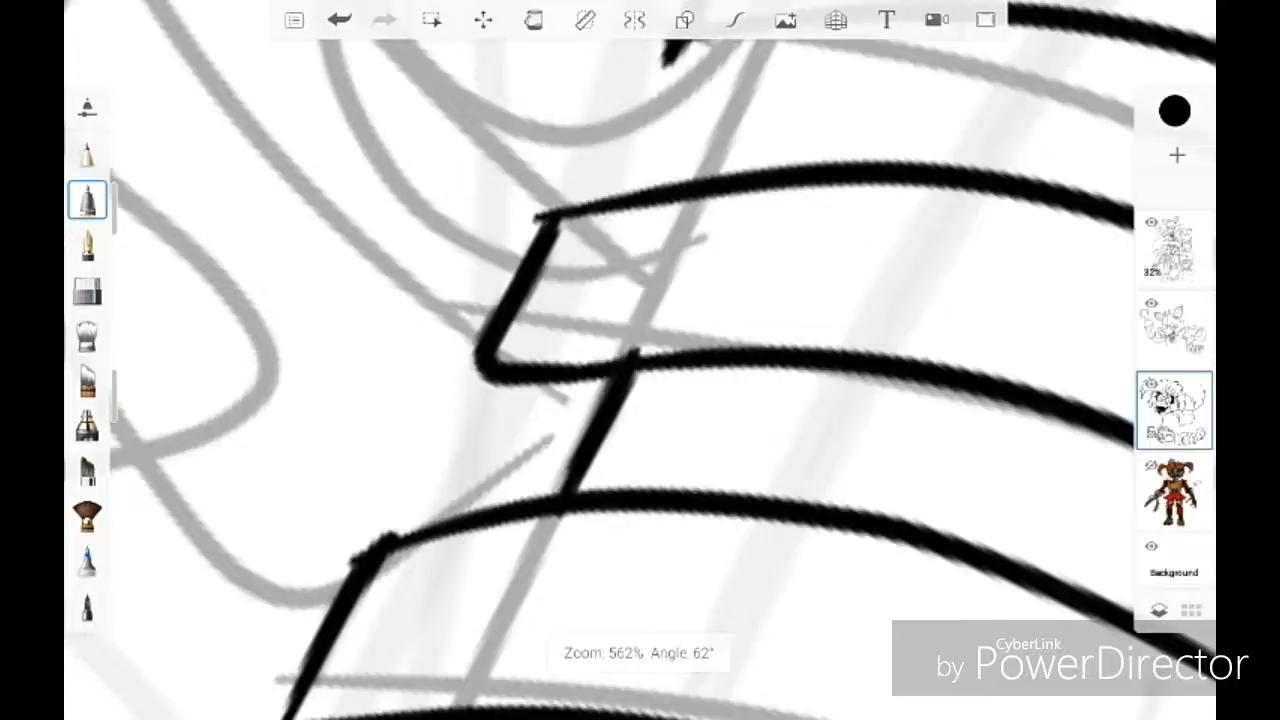 T
32%
Background
Zoom: 562% Angle: 62°
CyberLink
by PowerDirector